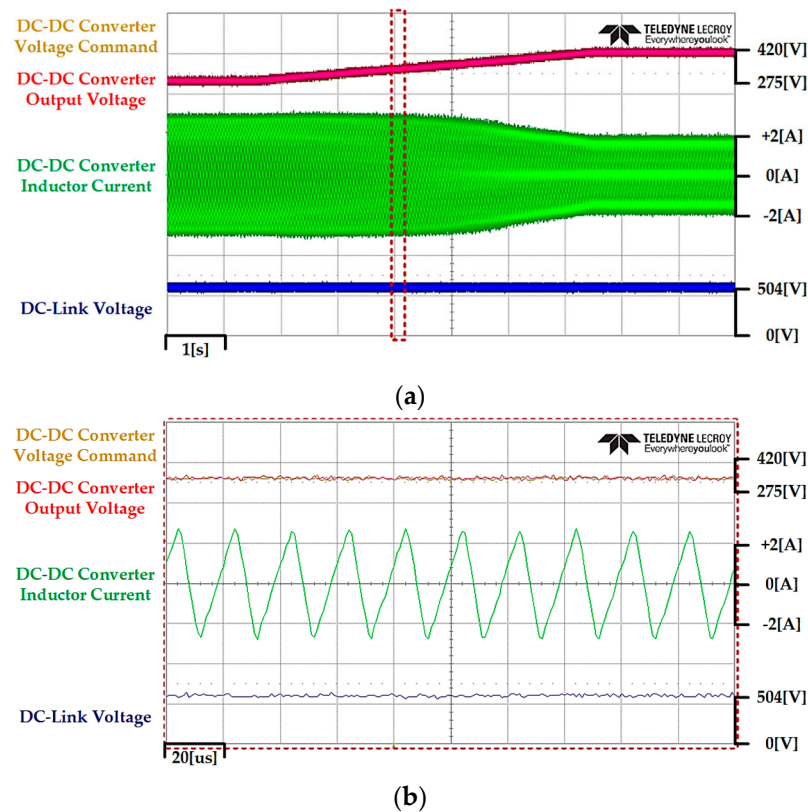 DC-DC Converter
Voltage Command
DC-DC Converter
Output Voltage
DC-DC Converter
Inductor Current
DC-Link Voltage
TELEDYNE LECROY
Everywhereyoulook™
420[V]
275[V]
+2[A]
0[A]
-2[A]
504[V]
0[V]
1[s]
(a)
DC-DC Converter
Voltage Command
DC-DC Converter
Output Voltage
DC-DC Converter
Inductor Current
DC-Link Voltage
TELEDYNE LECROY
Everywhereyoulook™
420[V]
275[V]
+2[A]
0[A]
-2[A]
504[V]
0[V]
20[us]
(b)